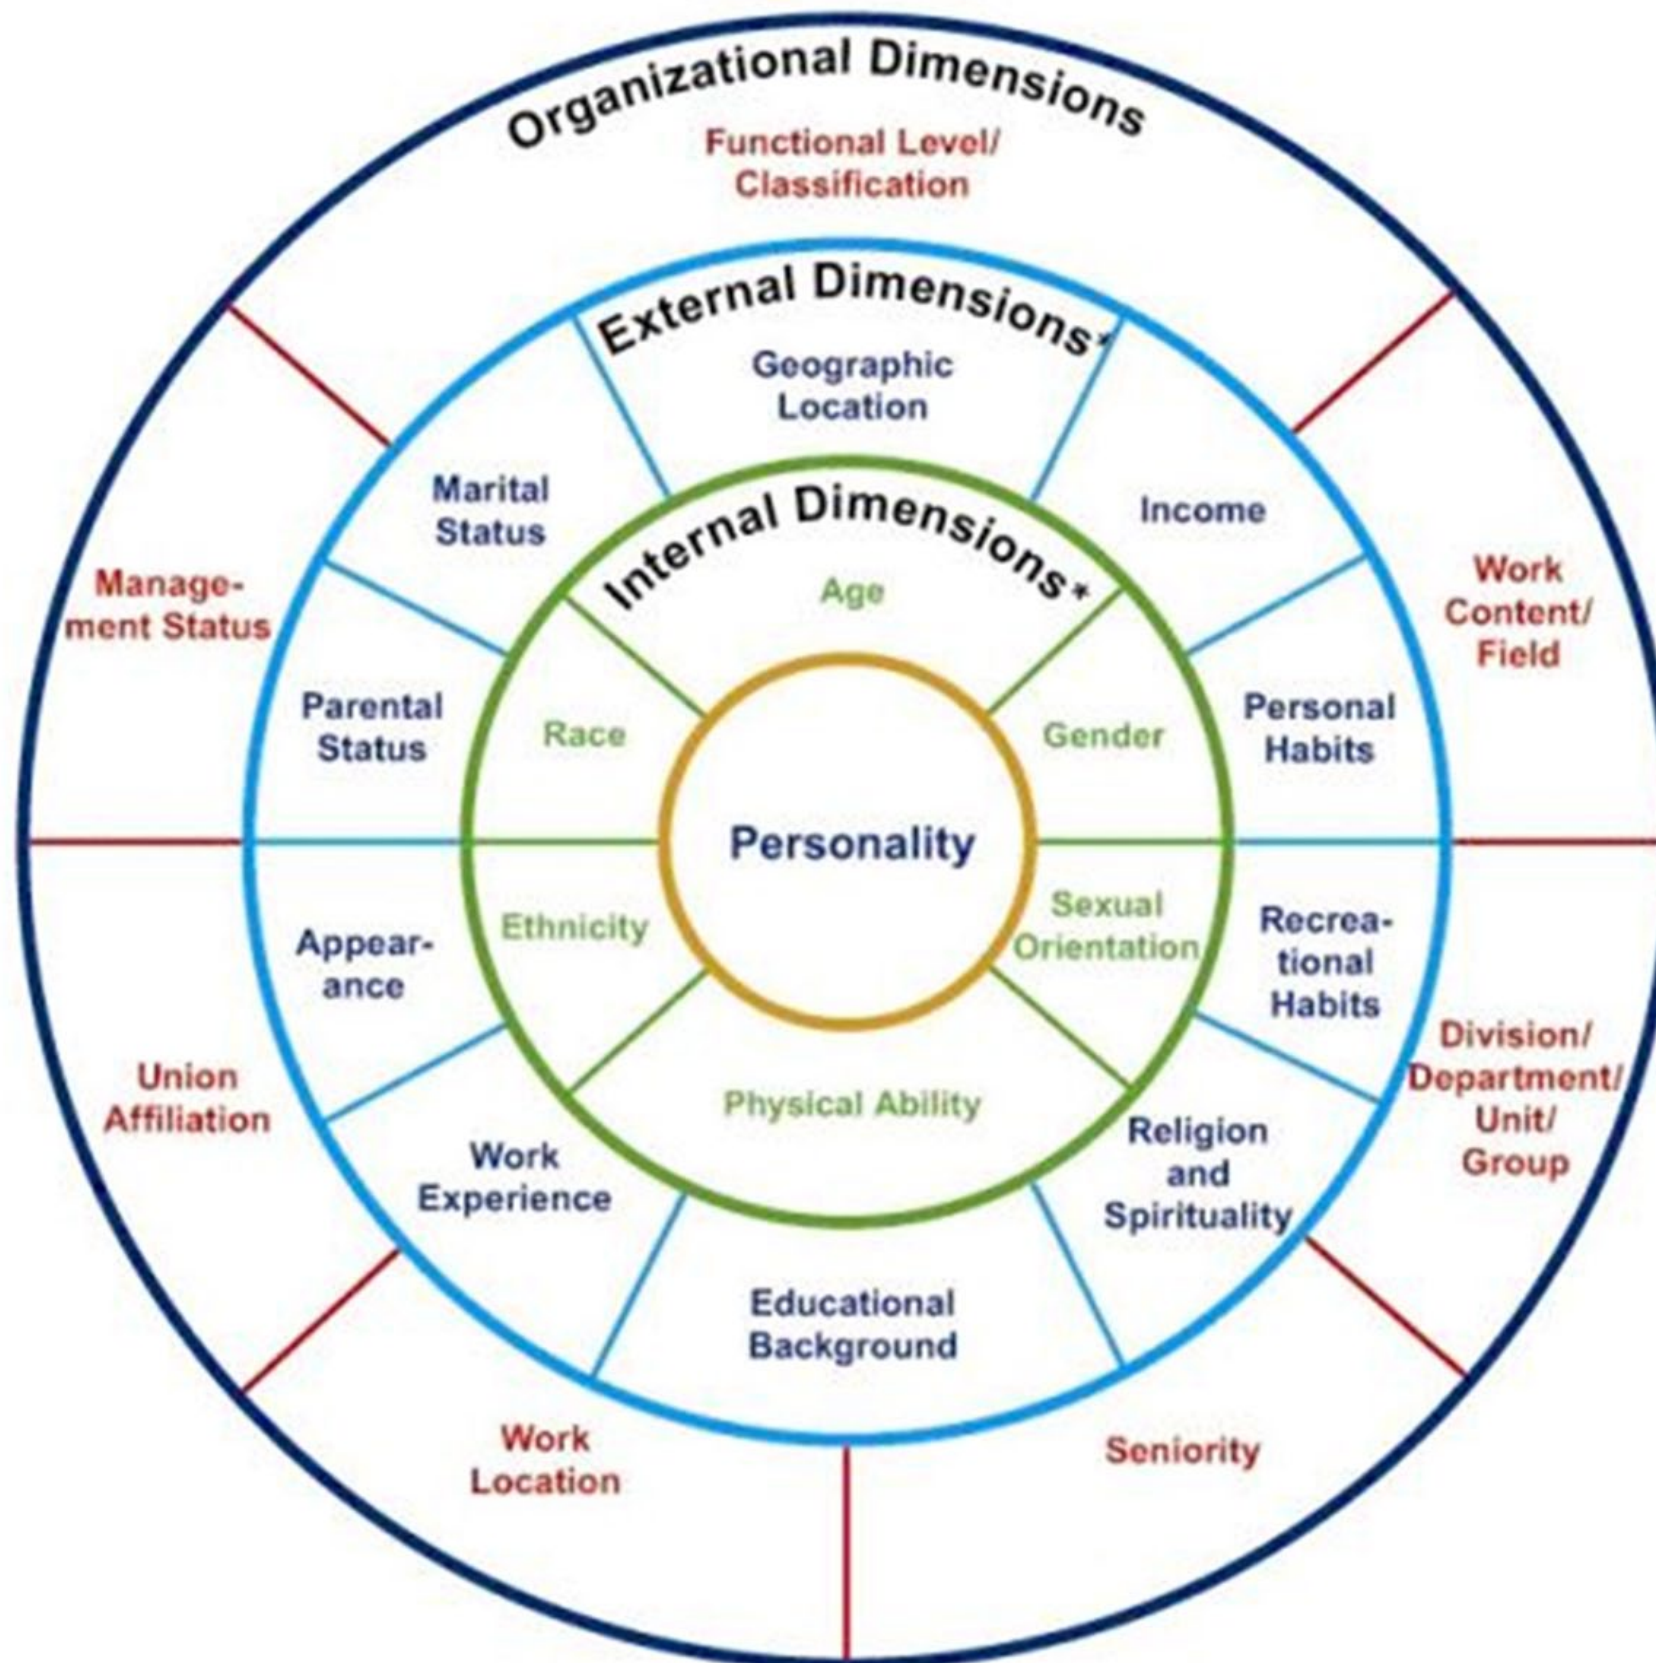 Organizational Dimensions
Functional Level/
Classification
External Dimensions*
Geographic
Location
Marital
Status
Income
Internal Dimensions*
Age
Manage-
ment Status
Work
Content/
Field
Parental
Status
Race
Gender
Personal
Habits
Personality
Appear-
ance
Ethnicity
Sexual
Orientation
Recrea-
tional
Habits
Union
Affiliation
Physical Ability
Division/
Department/
Unit/
Group
Work
Experience
Religion
and
Spirituality
Educational
Background
Work
Location
Seniority